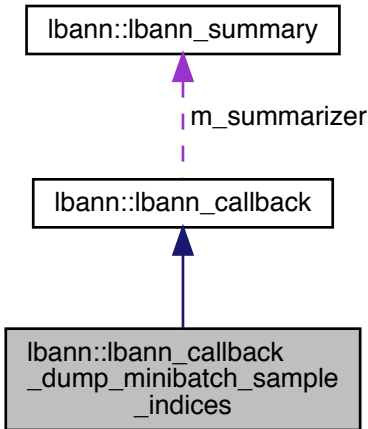 lbann::lbann_summary
m_summarizer
lbann::lbann_callback
lbann::lbann_callback
_dump_minibatch_sample
_indices